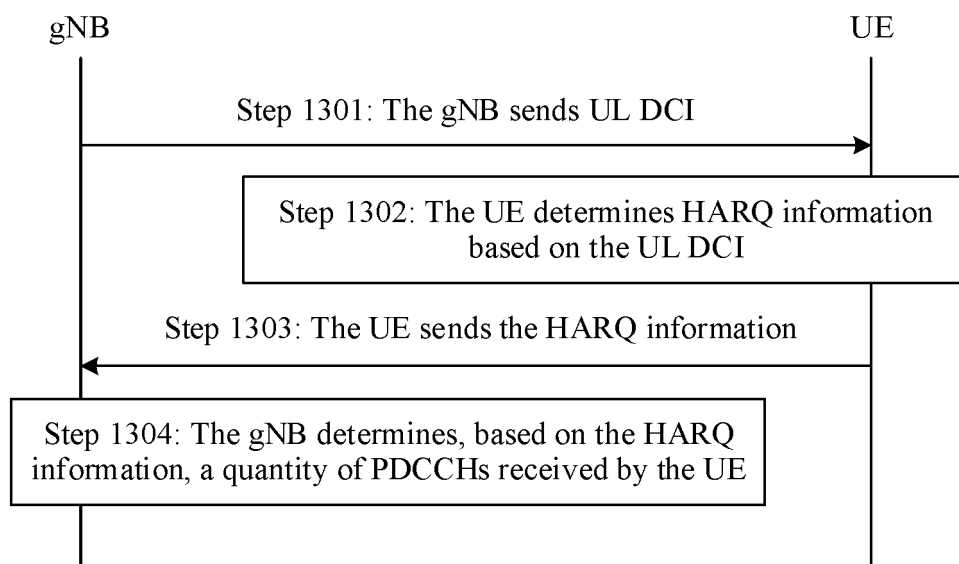 gNB
UE
Step 1301: The gNB sends UL DCI
Step 1302: The UE determines HARQ information
based on the UL DCI
Step 1303: The UE sends the HARQ information
Step 1304: The gNB determines, based on the HARQ
information, a quantity of PDCCHs received by the UE